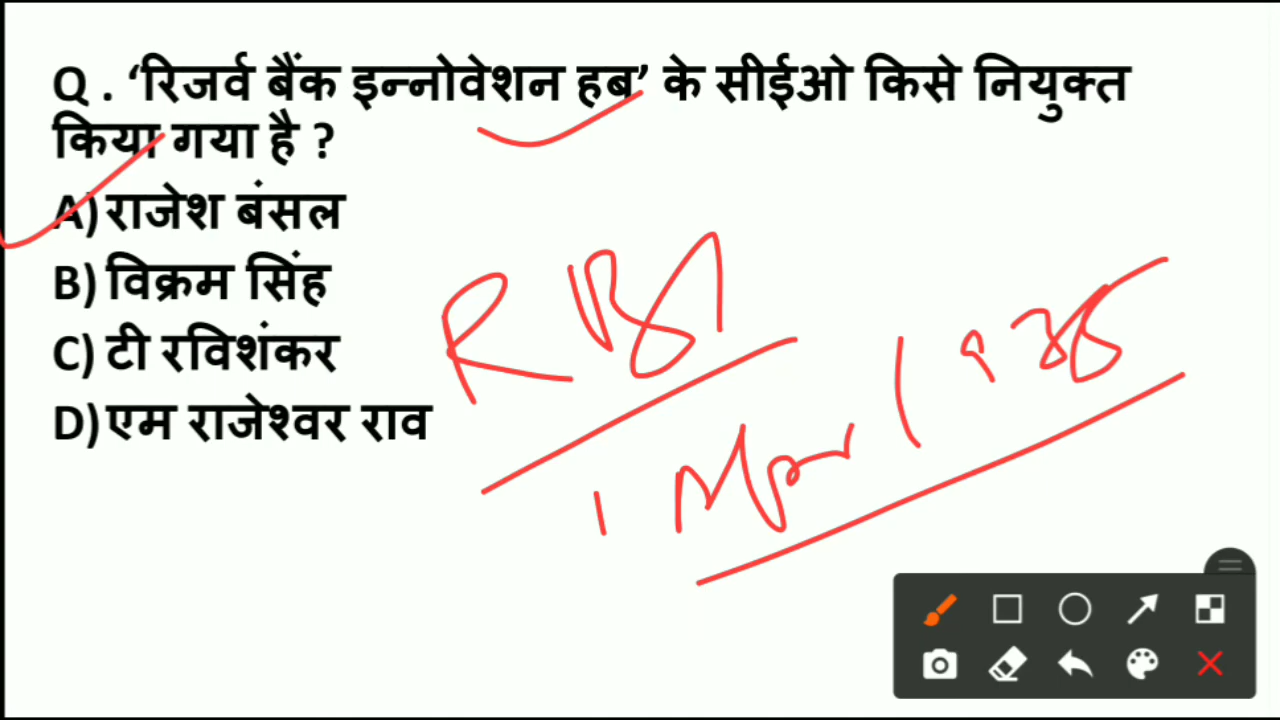 Q . ‘रिजर्व बैंक इन्नोवेशन हब’ के सीईओ किसे नियुक्त
किया गया है ?
A) राजेश बंसल
B) विक्रम सिंह
C) टी रविशंकर
D) एम राजेश्वर राव
RBI
1 Apr 1935